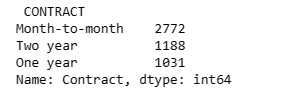 CONTRACT
Month-to-month    2772
Two year          1188
One year          1031
Name: Contract, dtype: int64